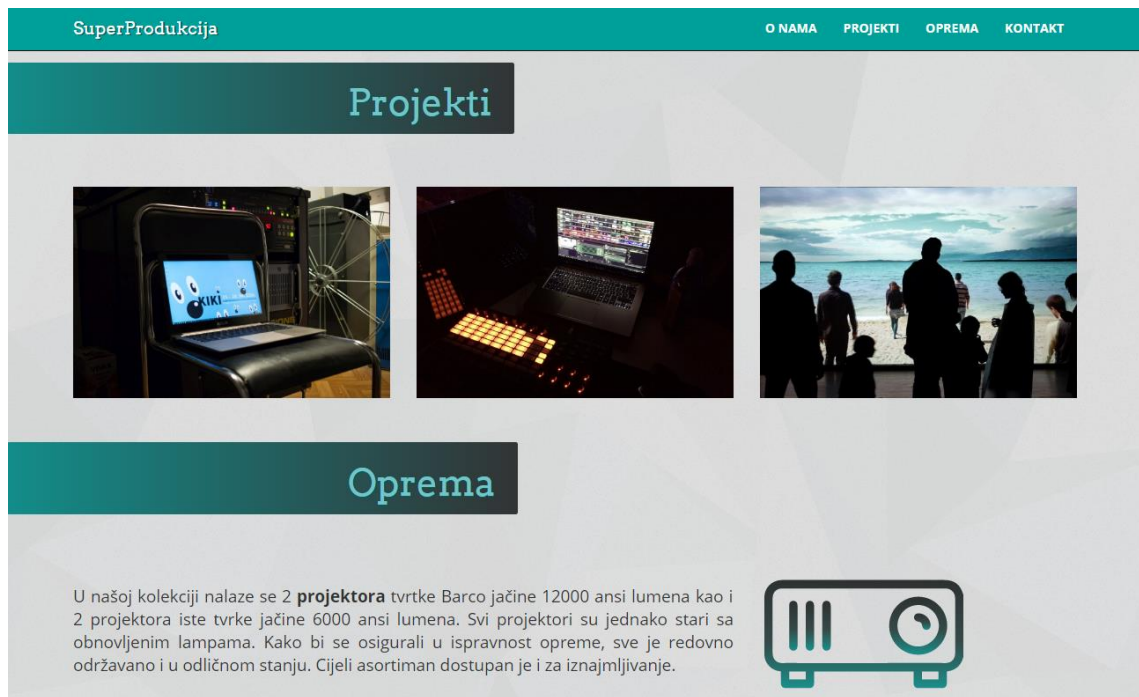 SuperProdukcija
O NAMA PROJEKTI OPREMA KONTAKT
Projekti
KIKI
Oprema
U našoj kolekciji nalaze se 2 projektora tvrtke Barco jačine 12000 ansi lumena kao i
2 projektora iste tvrke jačine 6000 ansi lumena. Svi projektori su jednako stari sa
obnovljenim lampama. Kako bi se osigurali u ispravnost opreme, sve je redovno
održavano i u odličnom stanju. Cijeli asortiman dostupan je i za iznajmljivanje.